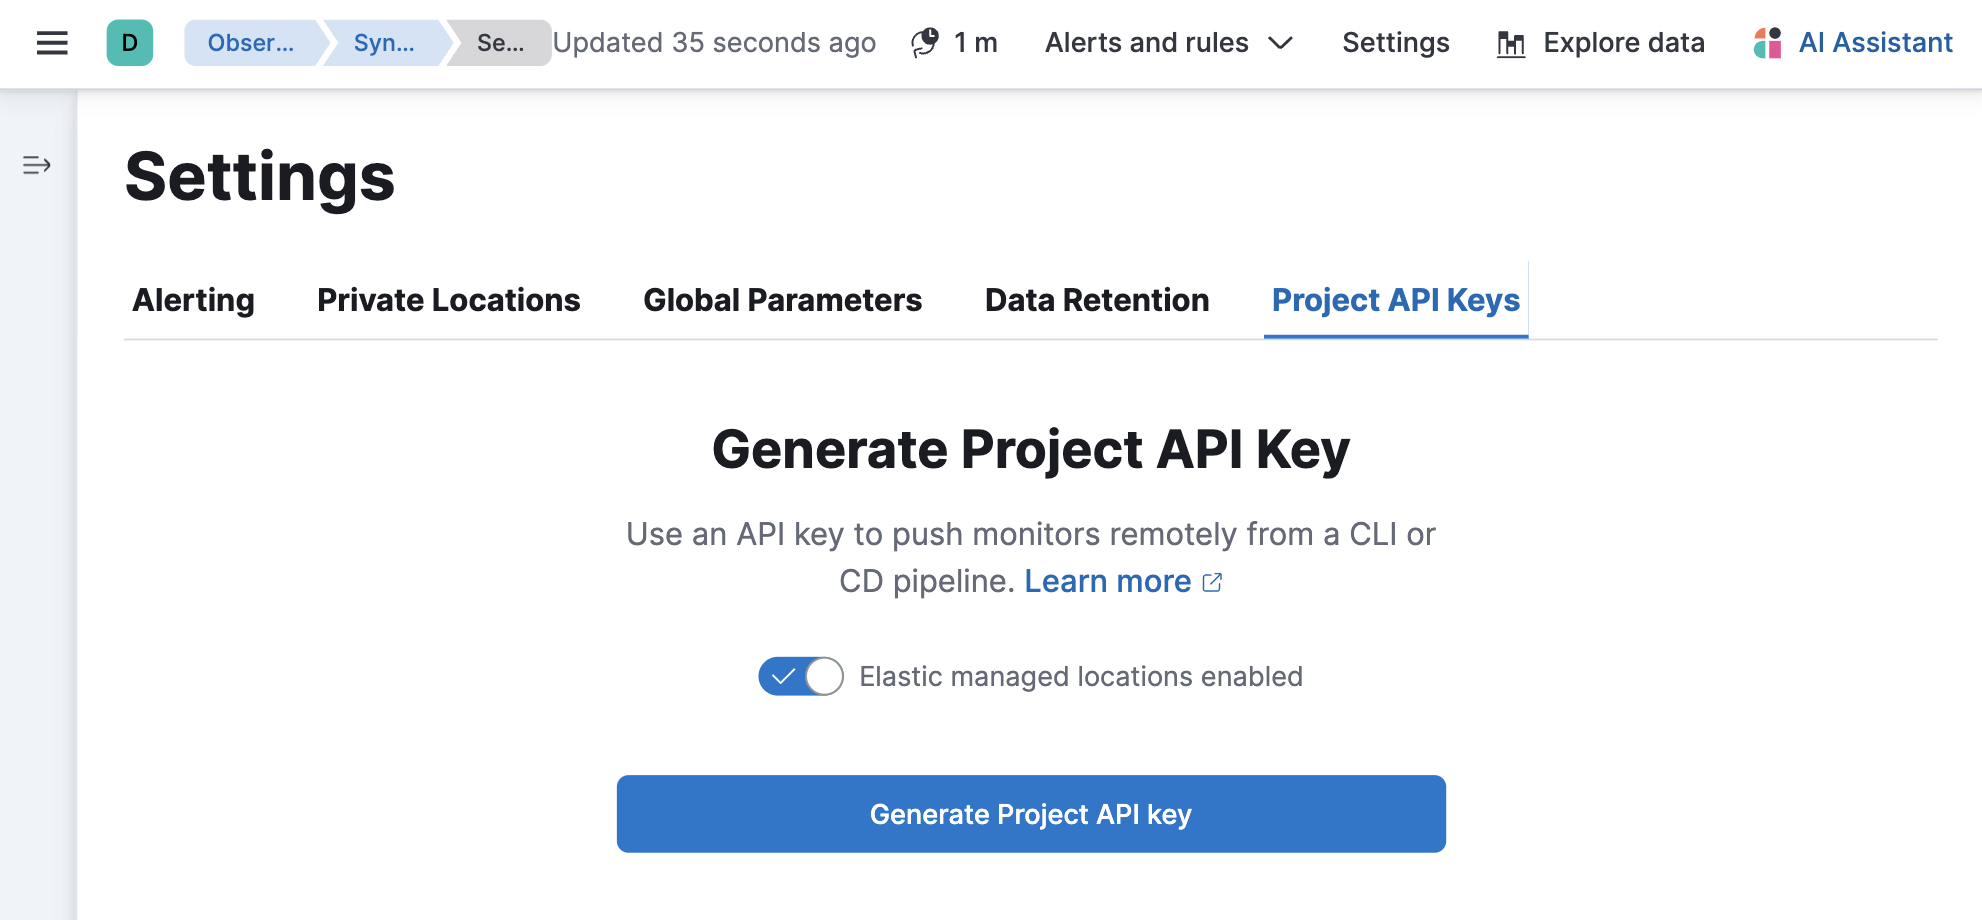 D Obser... Syn... Se... Updated 35 seconds ago 1 m Alerts and rules Settings Explore data AI Assistant
Settings
Alerting Private Locations Global Parameters Data Retention Project API Keys
Generate Project API Key
Use an API key to push monitors remotely from a CLI or
CD pipeline. Learn more
Elastic managed locations enabled
Generate Project API key